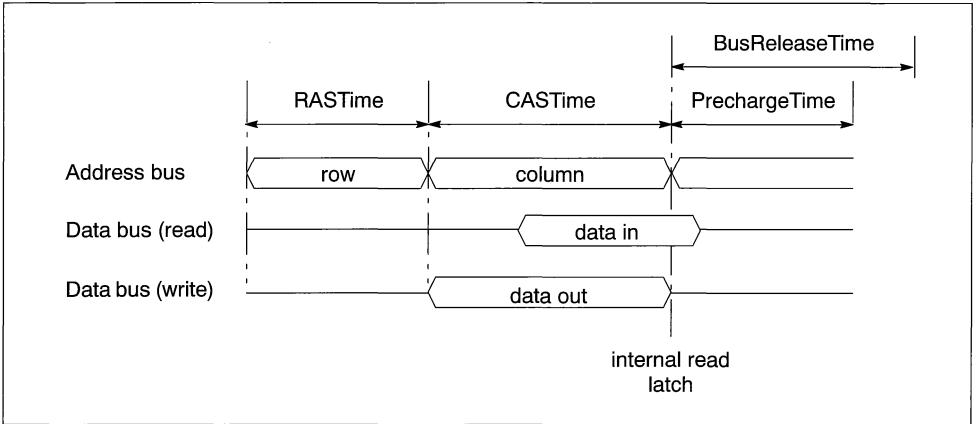 BusReleaseTime
RASTime CASTime PrechargeTime
Address bus row column
Data bus (read) data in
Data bus (write) data out
internal read
latch